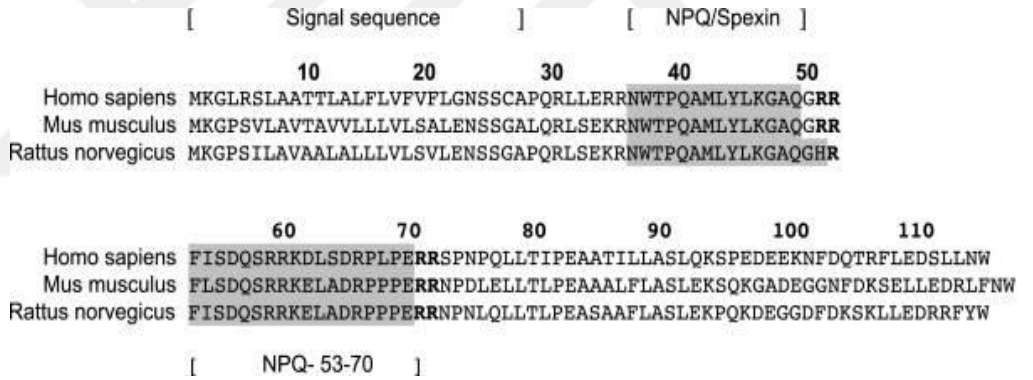 [ Signal sequence ] [ NPQ/Spexin ]
10 20 30 40 50
Homo sapiens MKGLRSLAATTLALFLVFVFLGNSSCAPQRLLERRNWTPQAMLYLKGAQGRR
Mus musculus MKGPSVLAVTAVVLLLVLSALENSSGALQRLSEKRNWTPQAMLYLKGAQGRR
Rattus norvegicus MKGPSILAVAALALLLVLSVLENSSGAPQRLSEKRNWTPQAMLYLKGAQGHR
60 70 80 90 100 110
Homo sapiens FISDQSRRKDLSDRPLPERRSPNPQLLTIPEAATILLASLQKSPEDEEKNFDQTRFLEDSLLNW
Mus musculus FLSDQSRRKELADRPPPERRNPDLELLTLPEAAALFLASLEKSQKGADEGGNFDKSELLEDRLFNW
Rattus norvegicus FISDQSRRKELADRPPPERRNPNLQLLTLPEASAAFLASLEKPQKDEGGDFDKSKLLEDRRFYW
[ NPQ- 53-70 ]